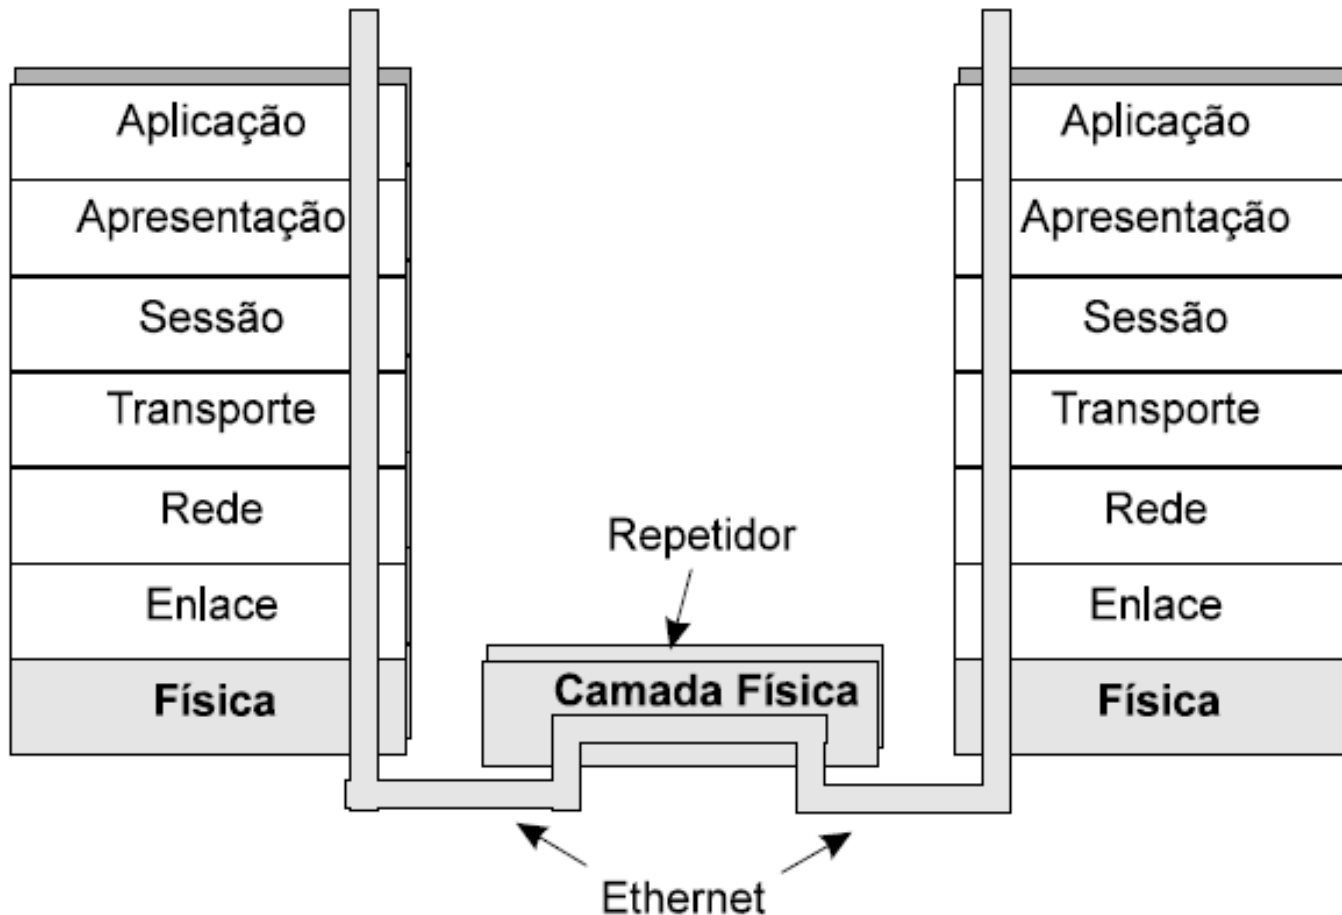 Aplicação
Apresentação
Sessão
Transporte
Rede
Enlace
Física
Repetidor
Camada Física
Ethernet
Aplicação
Apresentação
Sessão
Transporte
Rede
Enlace
Física